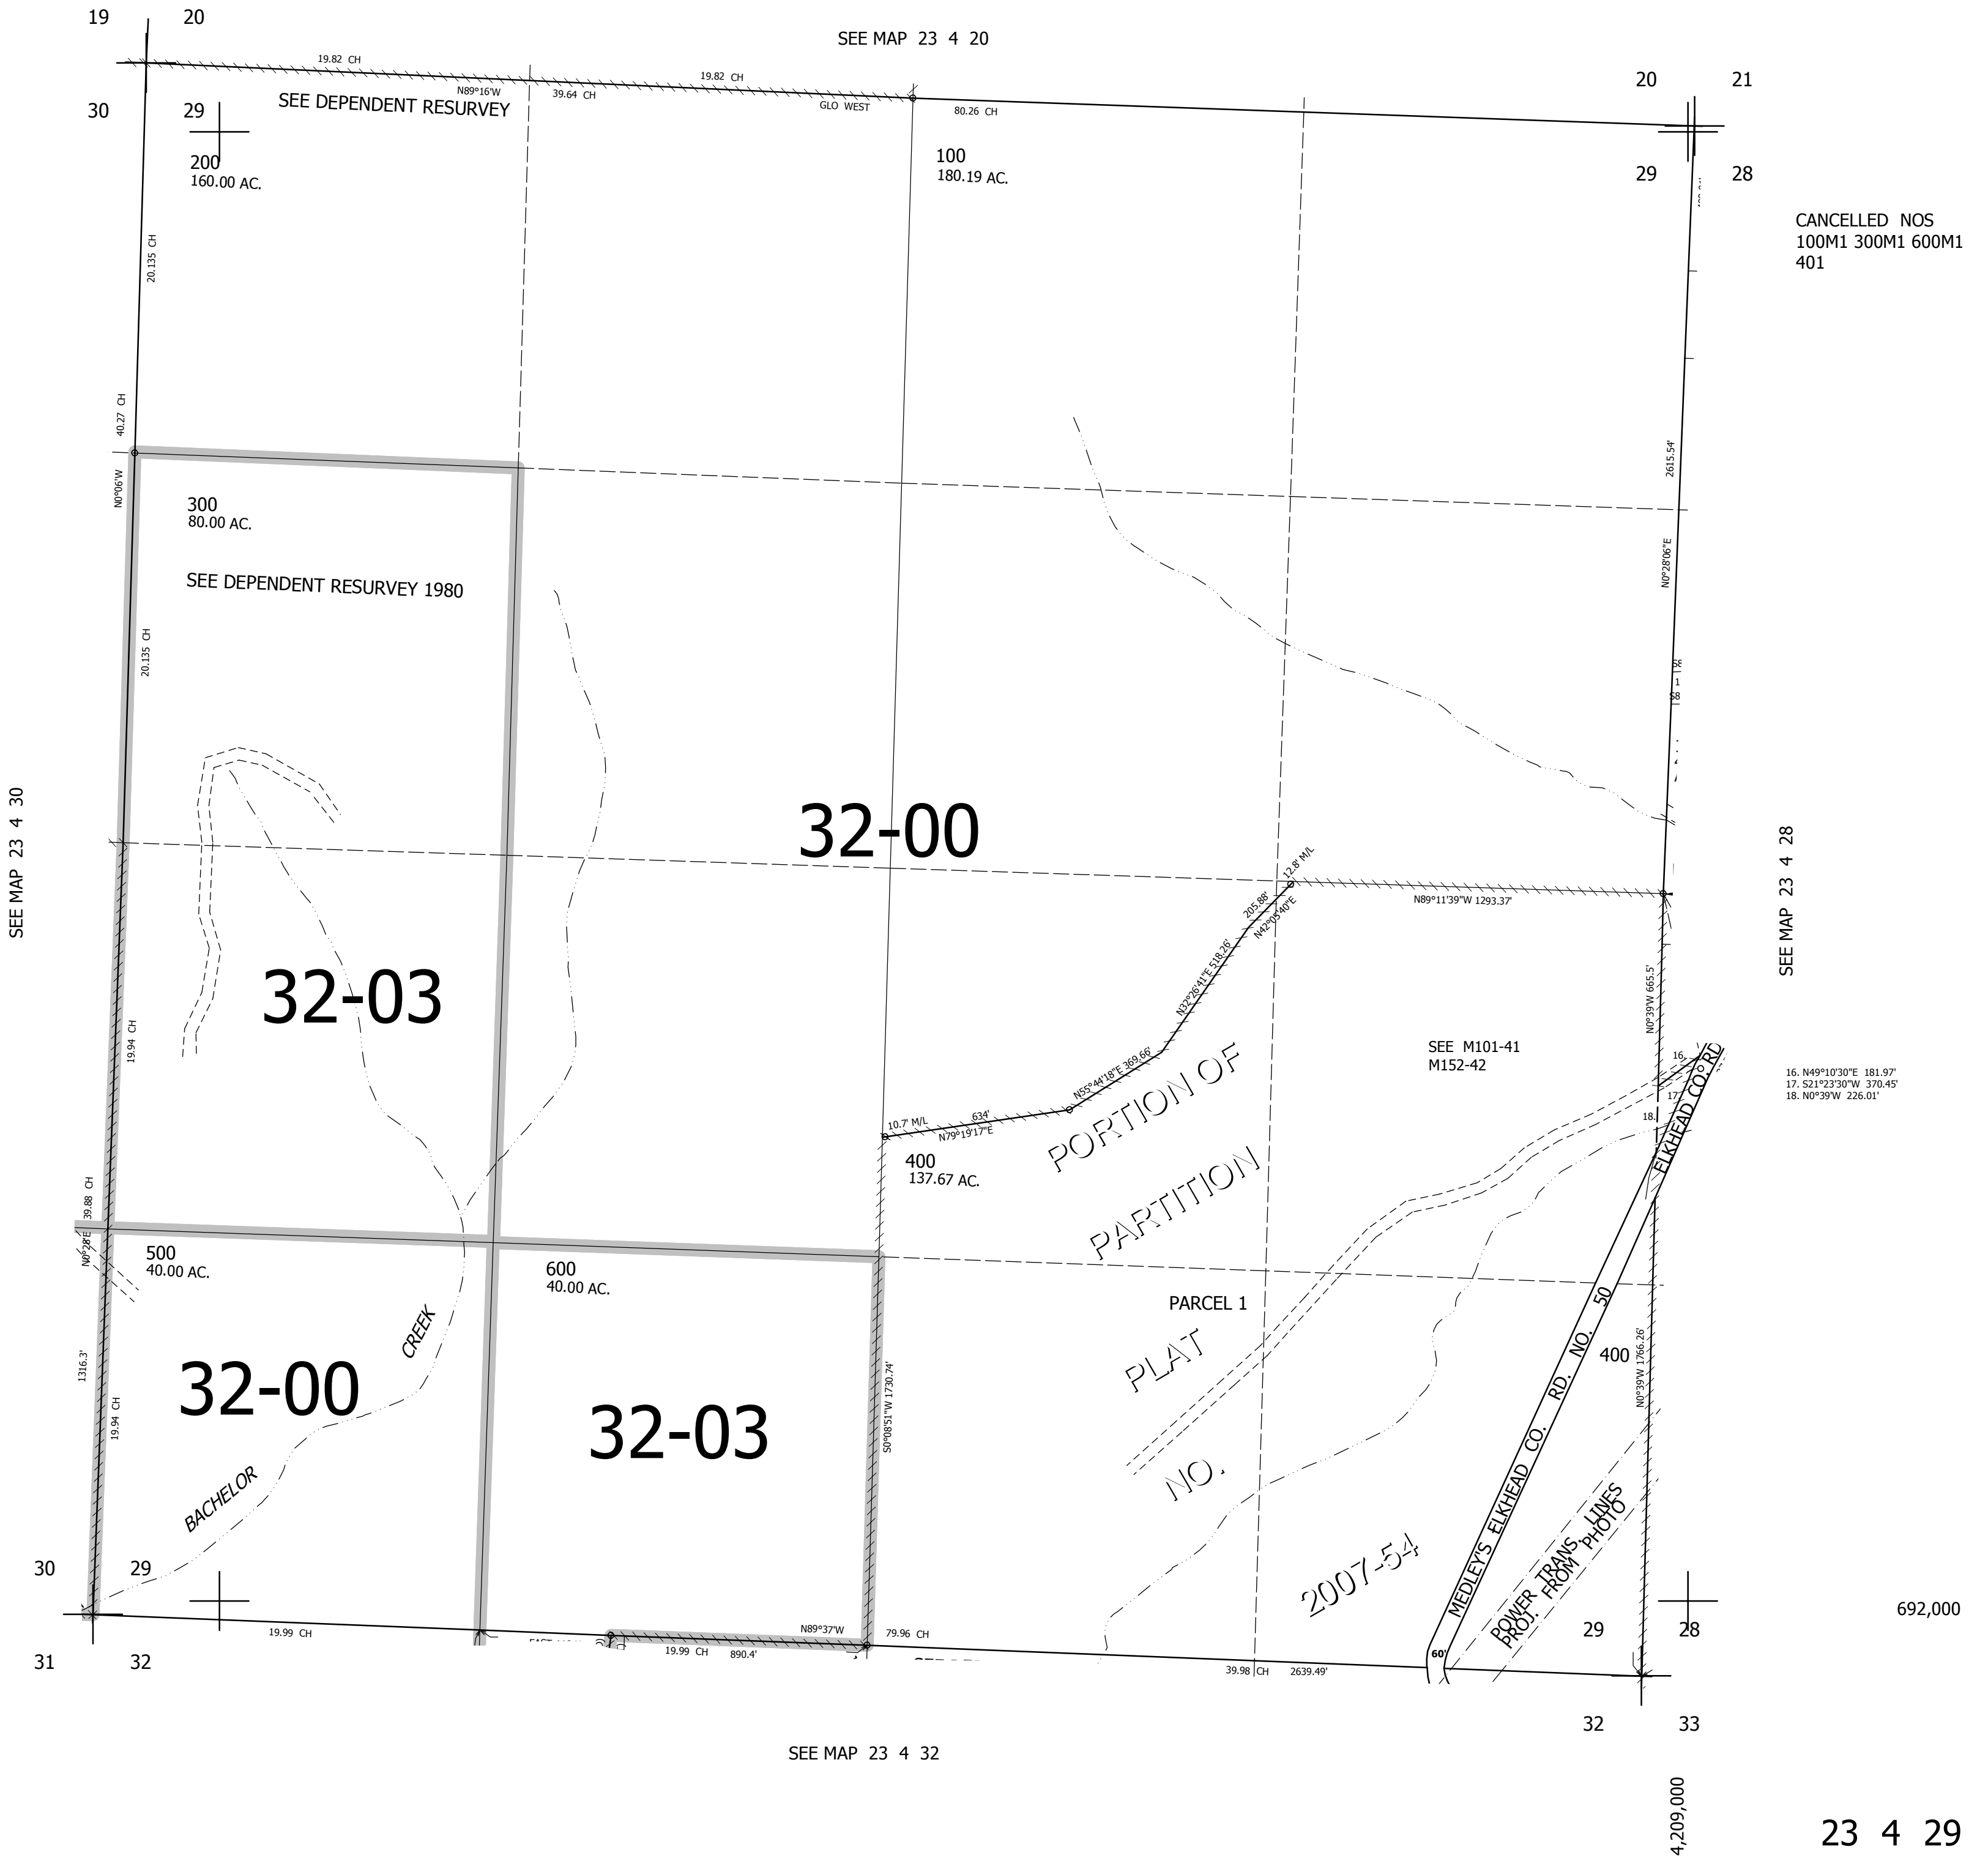 19 20
SEE MAP 23 4 20
19.82 CH
19.82 CH
N89°16'W
39.64 CH
GLO WEST
80.26 CH
20 21
30 29
SEE DEPENDENT RESURVEY
200
160.00 AC.
100
180.19 AC.
29 28
CANCELLED NOS
100M1 300M1 600M1
401
20.135 CH
40.27 CH
N0°06'W
2615.54'
N0°28'06"E
300
80.00 AC.
SEE DEPENDENT RESURVEY 1980
20.135 CH
SEE MAP 23 4 30
32-00
SEE MAP 23 4 28
12.8' M/L
205.88'
N42°05'40"E
N89°11'39"W 1293.37'
N32°26'41"E 518.26'
32-03
19.94 CH
N0°39'W 665.5'
SEE M101-41
M152-42
16.
17.
18.
ELKHEAD CO. RD
16. N49°10'30"E 181.97'
17. S21°23'30"W 370.45'
18. N0°39'W 226.01'
N55°44'18"E 369.66'
10.7' M/L
634'
N79°19'17"E
PORTION OF
PARTITION
PLAT
NO.
2007-54
400
137.67 AC.
39.88 CH
N0°28'E
500
40.00 AC.
600
40.00 AC.
PARCEL 1
CREEK
BACHELOR
1316.3'
19.94 CH
32-00
32-03
S0°08'51"W 1730.74'
400
N0°39'W 1766.26'
MEDLEY'S ELKHEAD CO. RD. NO. 50
POWER TRANS. LINES
PROJ. FROM PHOTO
60'
30 29
29 28
692,000
19.99 CH
N89°37'W
79.96 CH
19.99 CH
890.4'
39.98 CH
2639.49'
31 32
32 33
SEE MAP 23 4 32
4,209,000
23 4 29